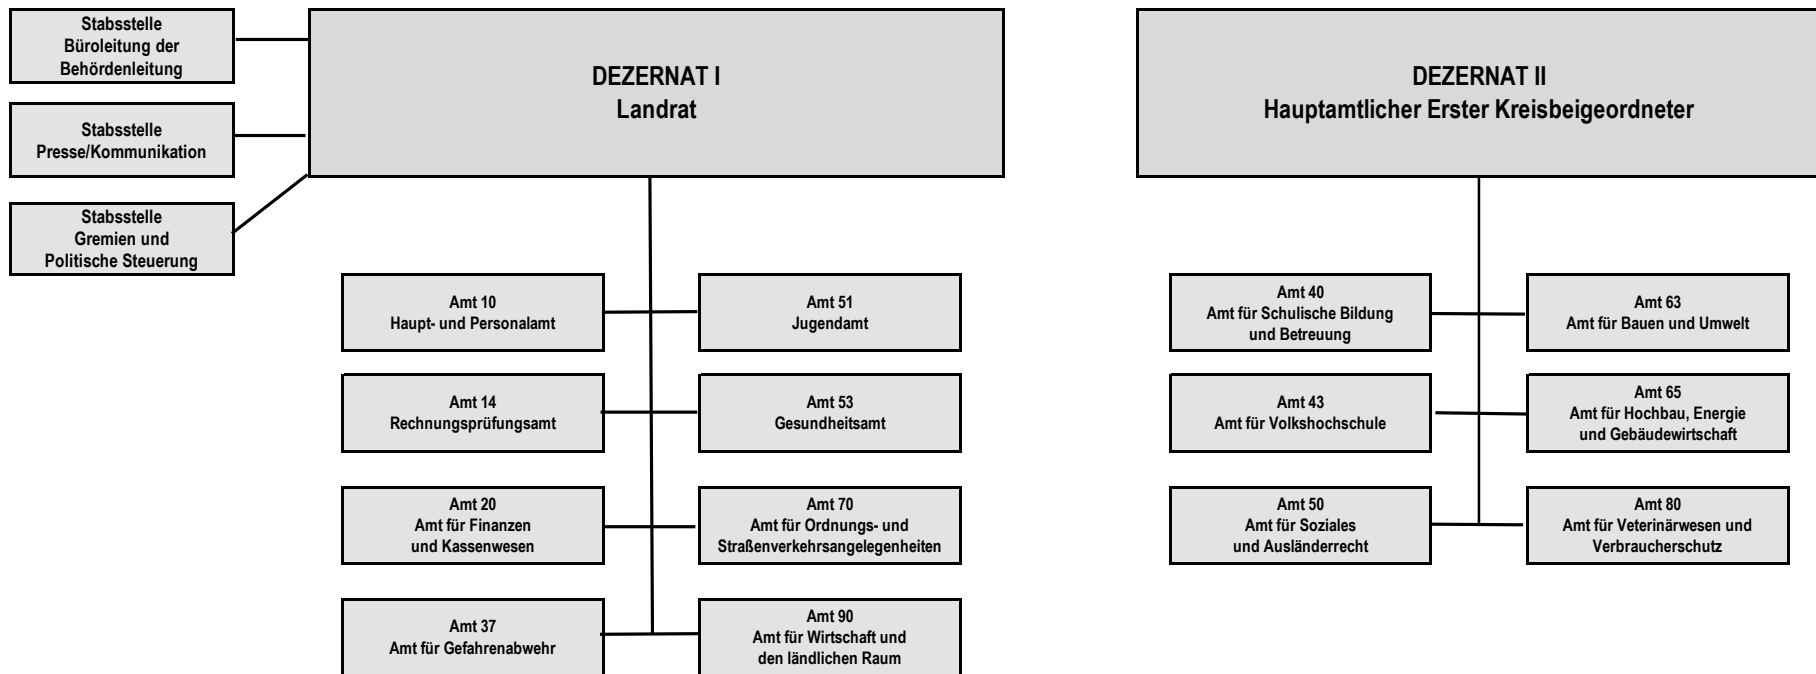 Stabsstelle
Büroleitung der
Behördenleitung
DEZERNAT I
Landrat
DEZERNAT II
Hauptamtlicher Erster Kreisbeigeordneter
Stabsstelle
Presse/Kommunikation
Stabsstelle
Gremien und
Politische Steuerung
Amt 10
Haupt- und Personalamt
Amt 51
Jugendamt
Amt 40
Amt für Schulische Bildung
und Betreuung
Amt 63
Amt für Bauen und Umwelt
Amt 14
Rechnungsprüfungsamt
Amt 53
Gesundheitsamt
Amt 43
Amt für Volkshochschule
Amt 65
Amt für Hochbau, Energie
und Gebäudewirtschaft
Amt 20
Amt für Finanzen
und Kassenwesen
Amt 70
Amt für Ordnungs- und
Straßenverkehrsangelegenheiten
Amt 50
Amt für Soziales
und Ausländerrecht
Amt 80
Amt für Veterinärwesen und
Verbraucherschutz
Amt 37
Amt für Gefahrenabwehr
Amt 90
Amt für Wirtschaft und
den ländlichen Raum